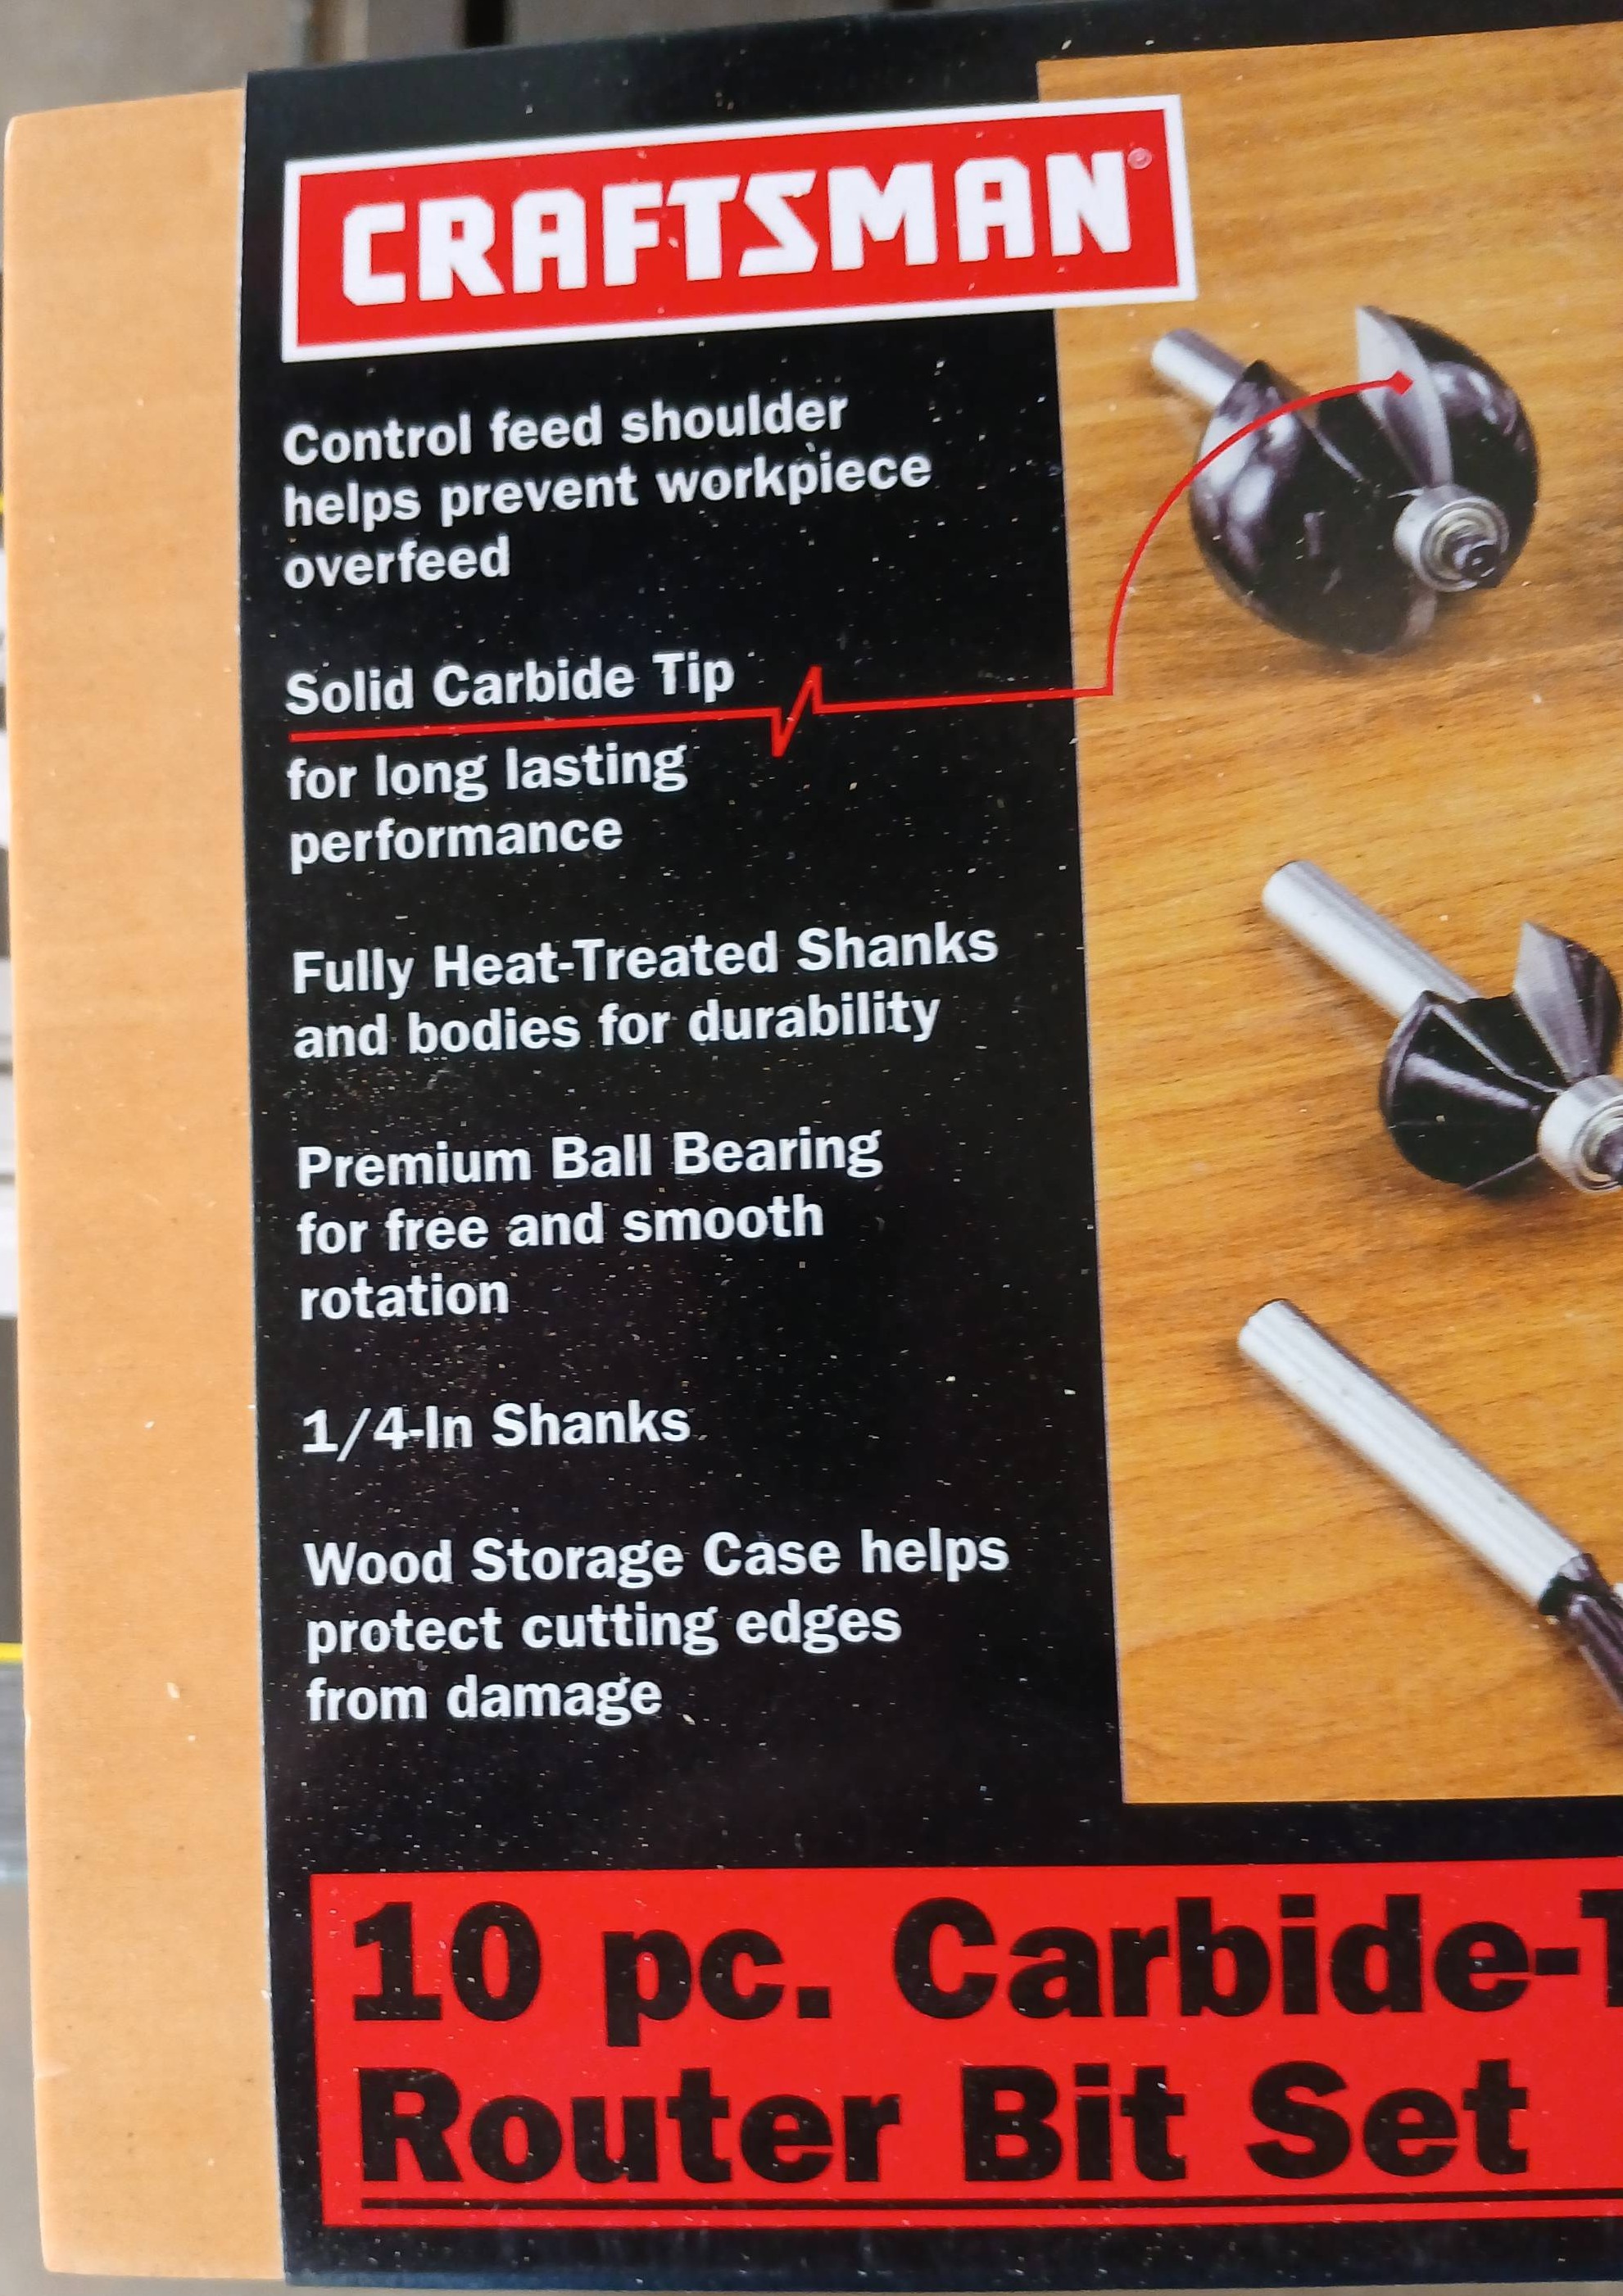 CRAFTSMAN®
Control feed shoulder
helps prevent workpiece
overfeed
Solid Carbide Tip
for long lasting
performance
Fully Heat-Treated Shanks
and bodies for durability
Premium Ball Bearing
for free and smooth
rotation
1/4-In Shanks
Wood Storage Case helps
protect cutting edges
from damage
10 pc. Carbide-
Router Bit Set